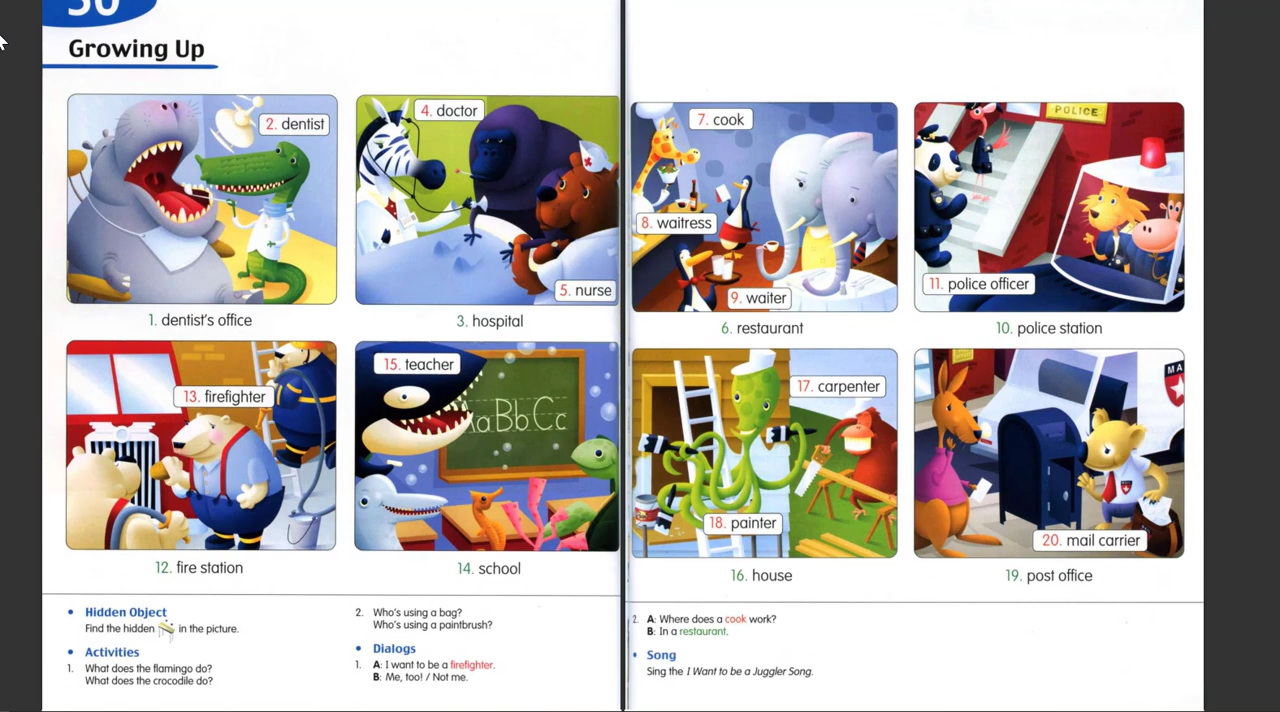 30
Growing Up
2. dentist
4. doctor
5. nurse
1. dentist's office
3. hospital
7. cook
8. waitress
9. waiter
POLICE
11. police officer
6. restaurant
10. police station
13. firefighter
15. teacher
AaBbCc
12. fire station
14. school
17. carpenter
18. painter
MA
20. mail carrier
16. house
19. post office
• Hidden Object
Find the hidden in the picture.
• Activities
1. What does the flamingo do?
What does the crocodile do?
2. Who's using a bag?
Who's using a paintbrush?
• Dialogs
1. A: I want to be a firefighter.
B: Me, too! / Not me.
2. A: Where does a cook work?
B: In a restaurant.
• Song
Sing the I Want to be a Juggler Song.